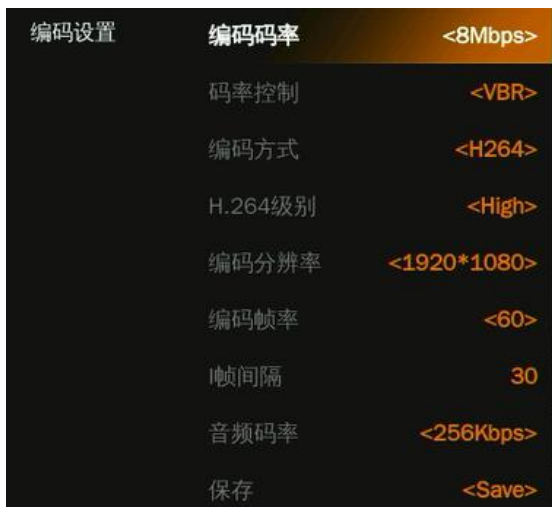 编码设置
编码码率 <8Mbps>
码率控制 <VBR>
编码方式 <H264>
H.264级别 <High>
编码分辨率 <1920*1080>
编码帧率 <60>
I帧间隔 30
音频码率 <256Kbps>
保存 <Save>